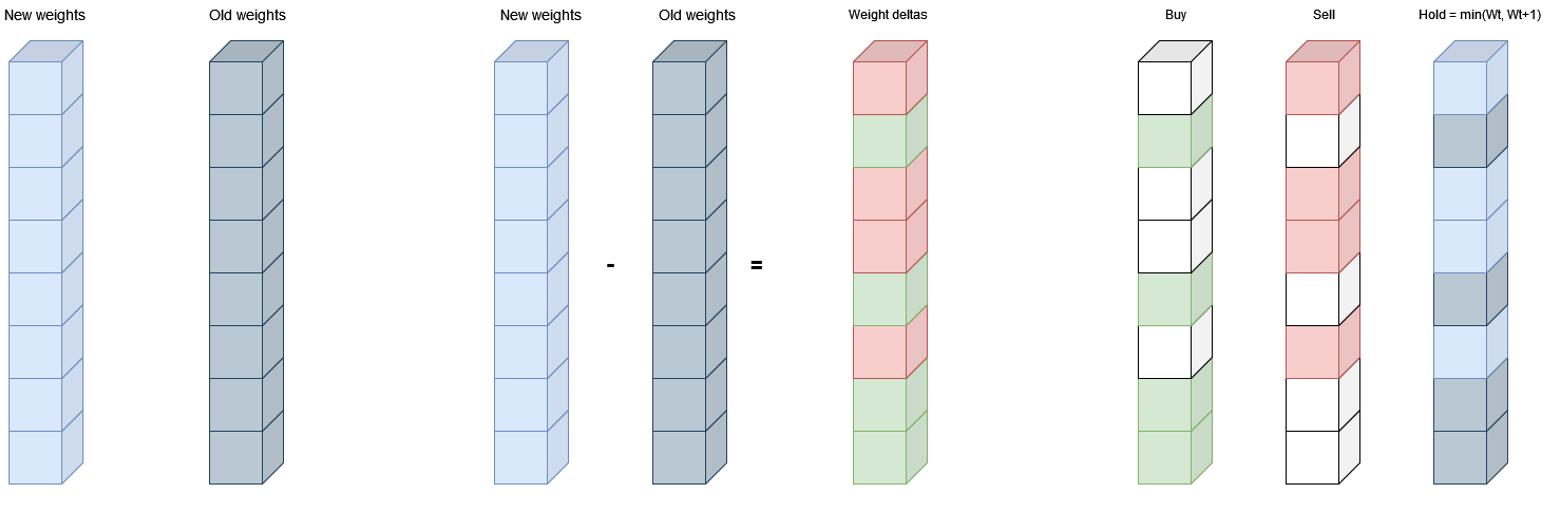 New weights
Old weights
New weights
Old weights
Weight deltas
Buy
Sell
Hold = min(Wt, Wt+1)
-
=